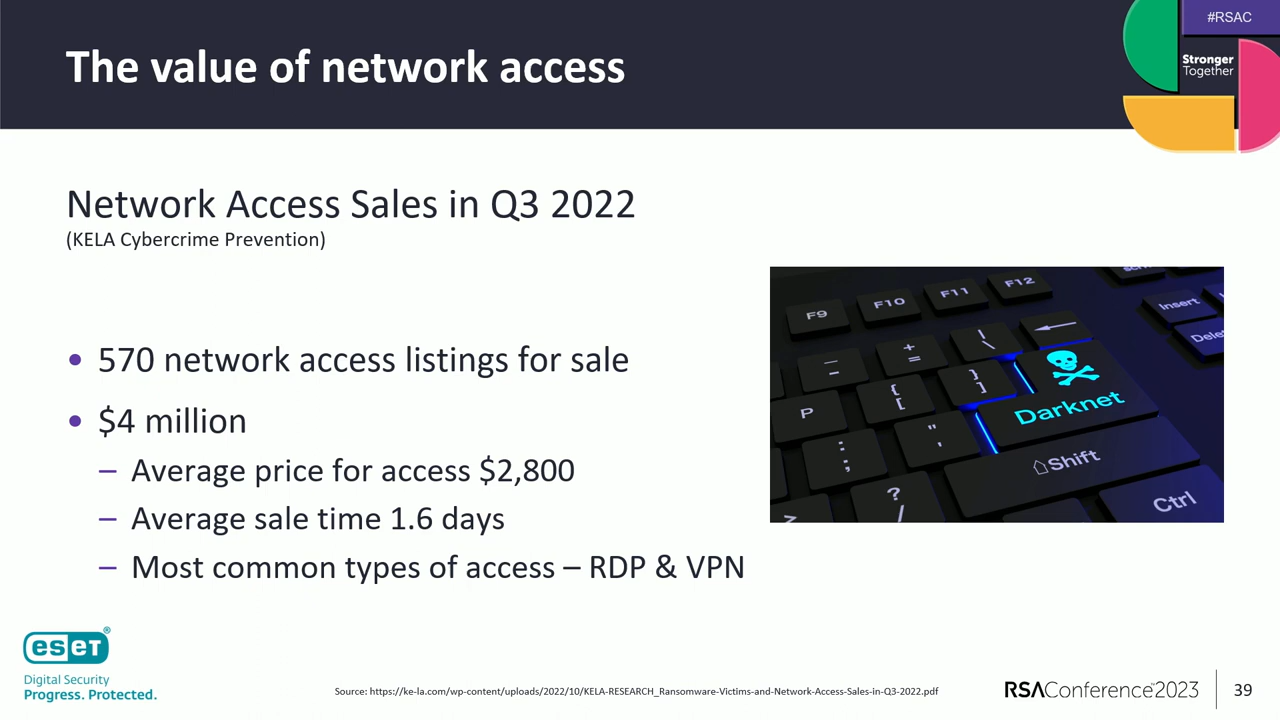 #RSAC
The value of network access
Stronger
Together
Network Access Sales in Q3 2022
(KELA Cybercrime Prevention)
• 570 network access listings for sale
• $4 million
– Average price for access $2,800
– Average sale time 1.6 days
– Most common types of access – RDP & VPN
F9 F10 F11 F12
Insert
– = + \ |
P { [ } ] Darknet
: ; " ' Shift
? / Ctrl
eseT®
Digital Security
Progress. Protected.
Source: https://ke-la.com/wp-content/uploads/2022/10/KELA-RESEARCH_Ransomware-Victims-and-Network-Access-Sales-in-Q3-2022.pdf
RSAConference™2023
39